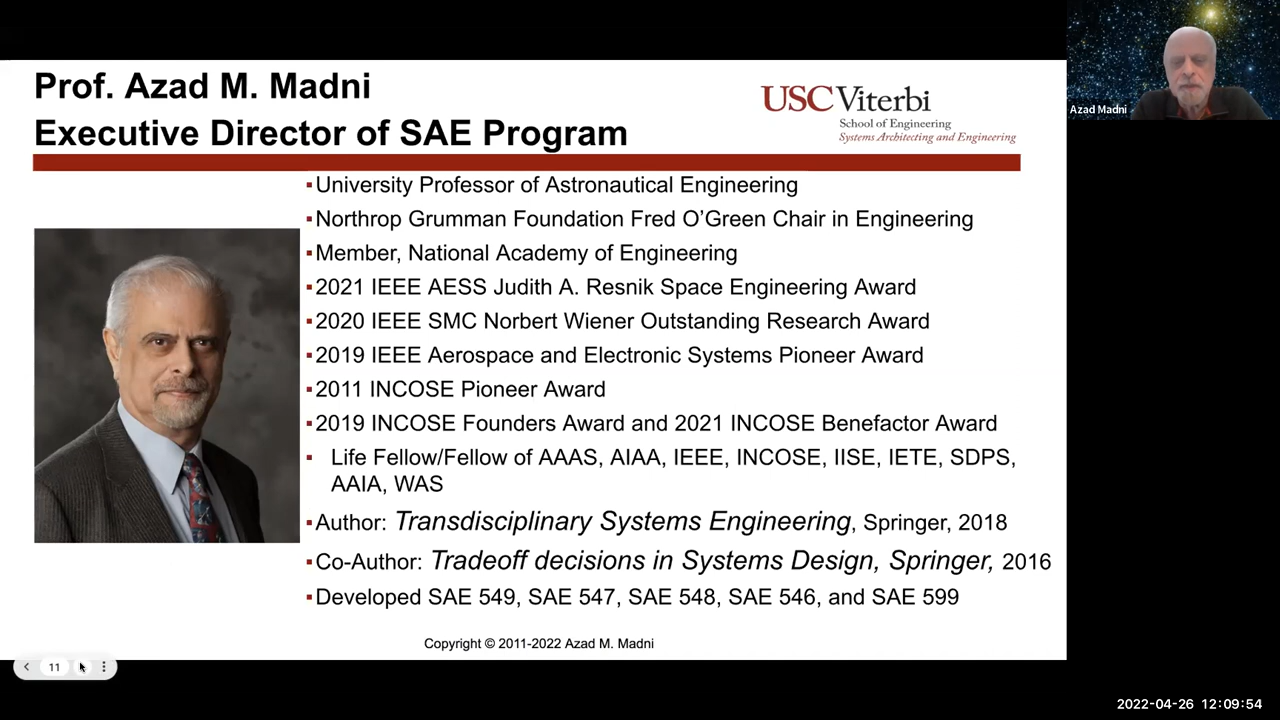 Prof. Azad M. Madni
Executive Director of SAE Program
USC Viterbi
School of Engineering
Systems Architecting and Engineering
Azad Madni
▪University Professor of Astronautical Engineering
▪Northrop Grumman Foundation Fred O’Green Chair in Engineering
▪Member, National Academy of Engineering
▪2021 IEEE AESS Judith A. Resnik Space Engineering Award
▪2020 IEEE SMC Norbert Wiener Outstanding Research Award
▪2019 IEEE Aerospace and Electronic Systems Pioneer Award
▪2011 INCOSE Pioneer Award
▪2019 INCOSE Founders Award and 2021 INCOSE Benefactor Award
▪ Life Fellow/Fellow of AAAS, AIAA, IEEE, INCOSE, IISE, IETE, SDPS,
AAIA, WAS
▪Author: Transdisciplinary Systems Engineering, Springer, 2018
▪Co-Author: Tradeoff decisions in Systems Design, Springer, 2016
▪Developed SAE 549, SAE 547, SAE 548, SAE 546, and SAE 599
Copyright © 2011-2022 Azad M. Madni
11
2022-04-26 12:09:54